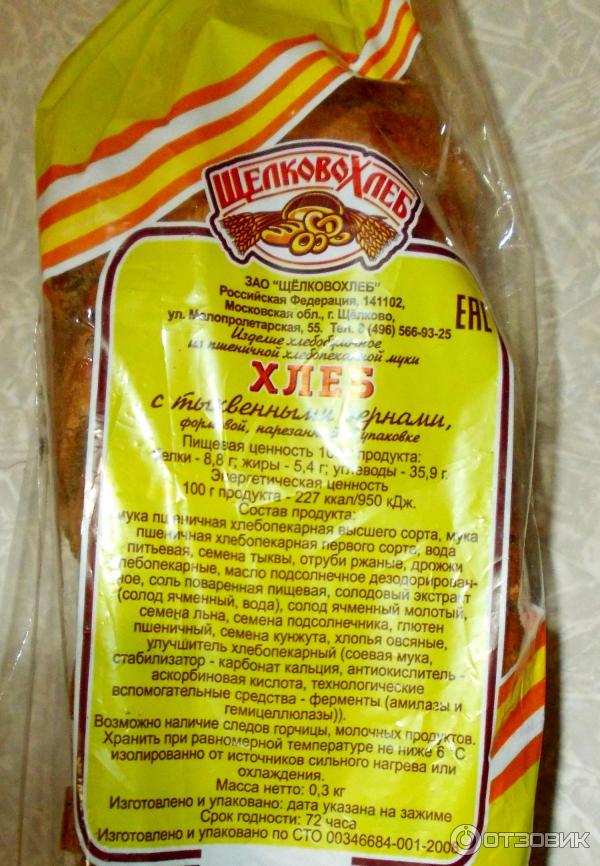 ЩЕЛКОВОХЛЕБ
ЗАО "ЩЁЛКОВОХЛЕБ"
Российская Федерация, 141102,
Московская обл., г. Щёлково,
ул. Малопролетарская, 55. Тел. 8 (496) 566-93-25
EAC
Изделие хлебобулочное
из пшеничной хлебопекарной муки
ХЛЕБ
с тыквенными зернами,
формовой, нарезанный упаковке
Пищевая ценность 100 продукта:
белки - 8,8 г; жиры - 5,4 г; углеводы - 35,9 г.
Энергетическая ценность
100 г продукта - 227 ккал/950 кДж.
Состав продукта:
мука пшеничная хлебопекарная высшего сорта, мука
пшеничная хлебопекарная первого сорта, вода
питьевая, семена тыквы, отруби ржаные, дрожжи
хлебопекарные, масло подсолнечное дезодорирован-
ное, соль поваренная пищевая, солодовый экстракт
(солод ячменный, вода), солод ячменный молотый,
семена льна, семена подсолнечника, глютен
пшеничный, семена кунжута, хлопья овсяные,
улучшитель хлебопекарный (соевая мука,
стабилизатор - карбонат кальция, антиокислитель -
аскорбиновая кислота, технологические
вспомогательные средства - ферменты (амилазы и
гемицеллюлазы)).
Возможно наличие следов горчицы, молочных продуктов.
Хранить при равномерной температуре не ниже 6 °C
изолированно от источников сильного нагрева или
охлаждения.
Масса нетто: 0,3 кг
Изготовлено и упаковано: дата указана на зажиме
Срок годности: 72 часа
Изготовлено и упаковано по СТО 00346684-001-2008
ОТЗОВИК